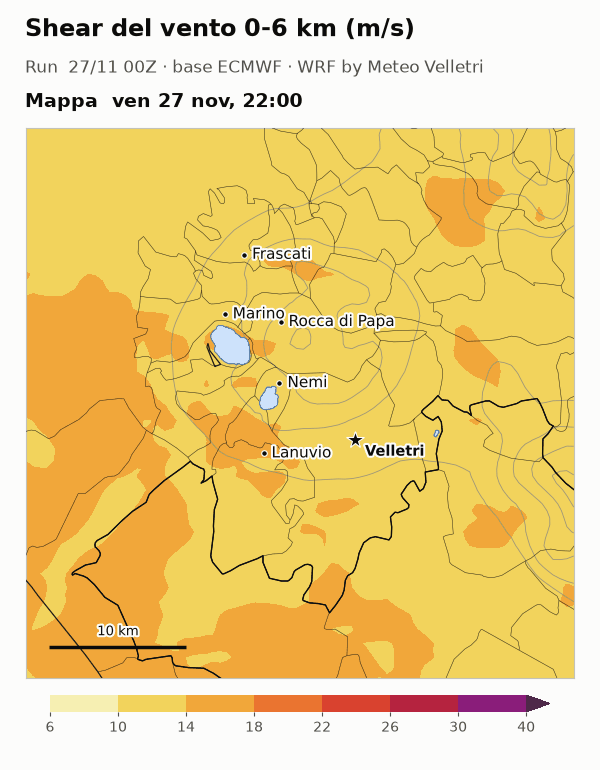 Shear del vento 0-6 km (m/s)
Run  27/11 00Z · base ECMWF · WRF by Meteo Velletri
Mappa  ven 27 nov, 22:00
Frascati
Marino
Rocca di Papa
Nemi
Velletri
Lanuvio
10 km
6 10 14 18 22 26 30 40